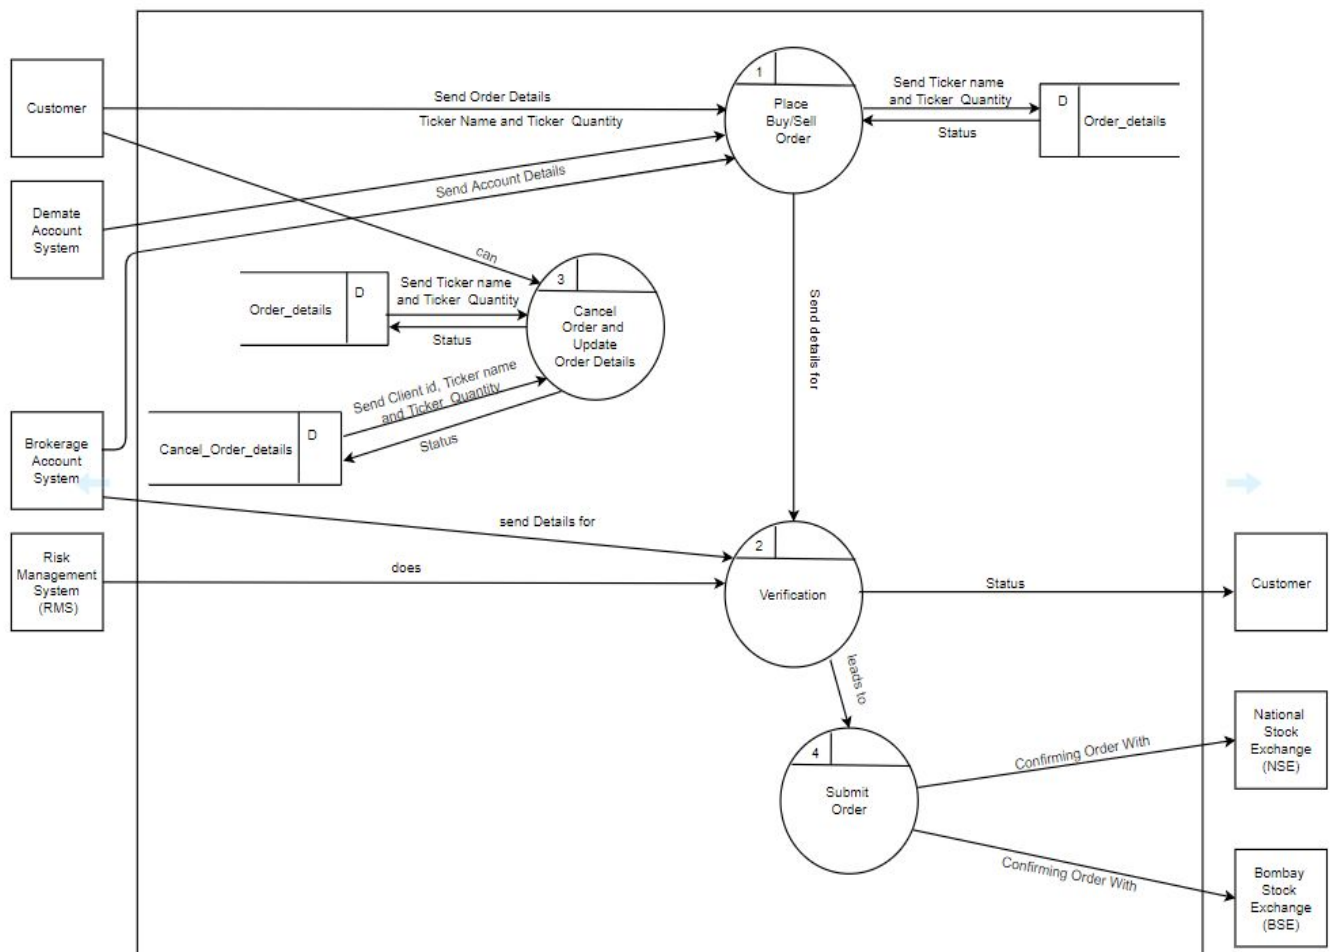 Customer
Send Order Details
Ticker Name and Ticker Quantity
1
Place
Buy/Sell
Order
Send Ticker name
and Ticker Quantity
Status
D
Order_details
Demate
Account
System
Send Account Details
can
Order_details
D
Send Ticker name
and Ticker Quantity
Status
3
Cancel
Order and
Update
Order Details
Send details for
Cancel_Order_details
D
Send Client id, Ticker name
and Ticker Quantity
Status
Brokerage
Account
System
send Details for
Risk
Management
System
(RMS)
does
2
Verification
Status
Customer
leads to
4
Submit
Order
Confirming Order With
National
Stock
Exchange
(NSE)
Confirming Order With
Bombay
Stock
Exchange
(BSE)